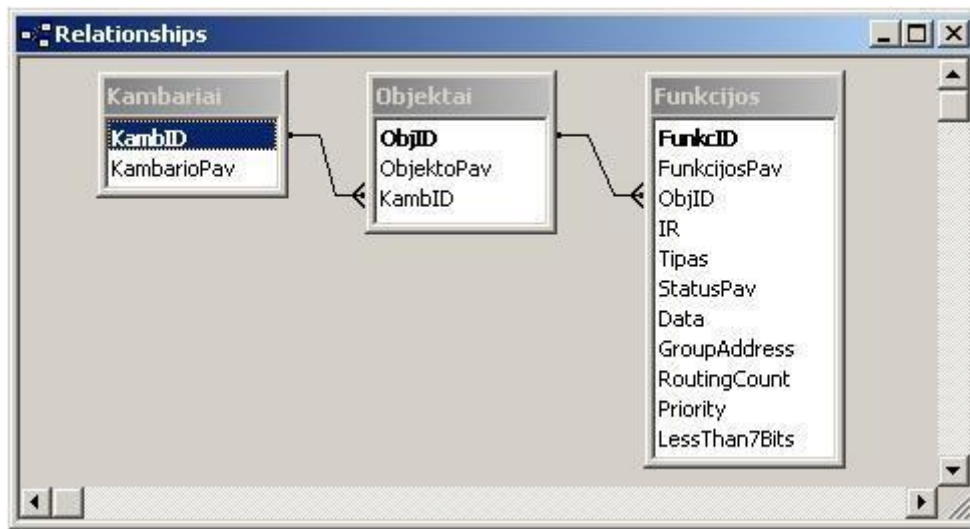 Relationships
Kambariai
KambID
KambarioPav
Objektai
ObjID
ObjektoPav
KambID
Funkcijos
FunkcID
FunkcijosPav
ObjID
IR
Tipas
StatusPav
Data
GroupAddress
RoutingCount
Priority
LessThan7Bits